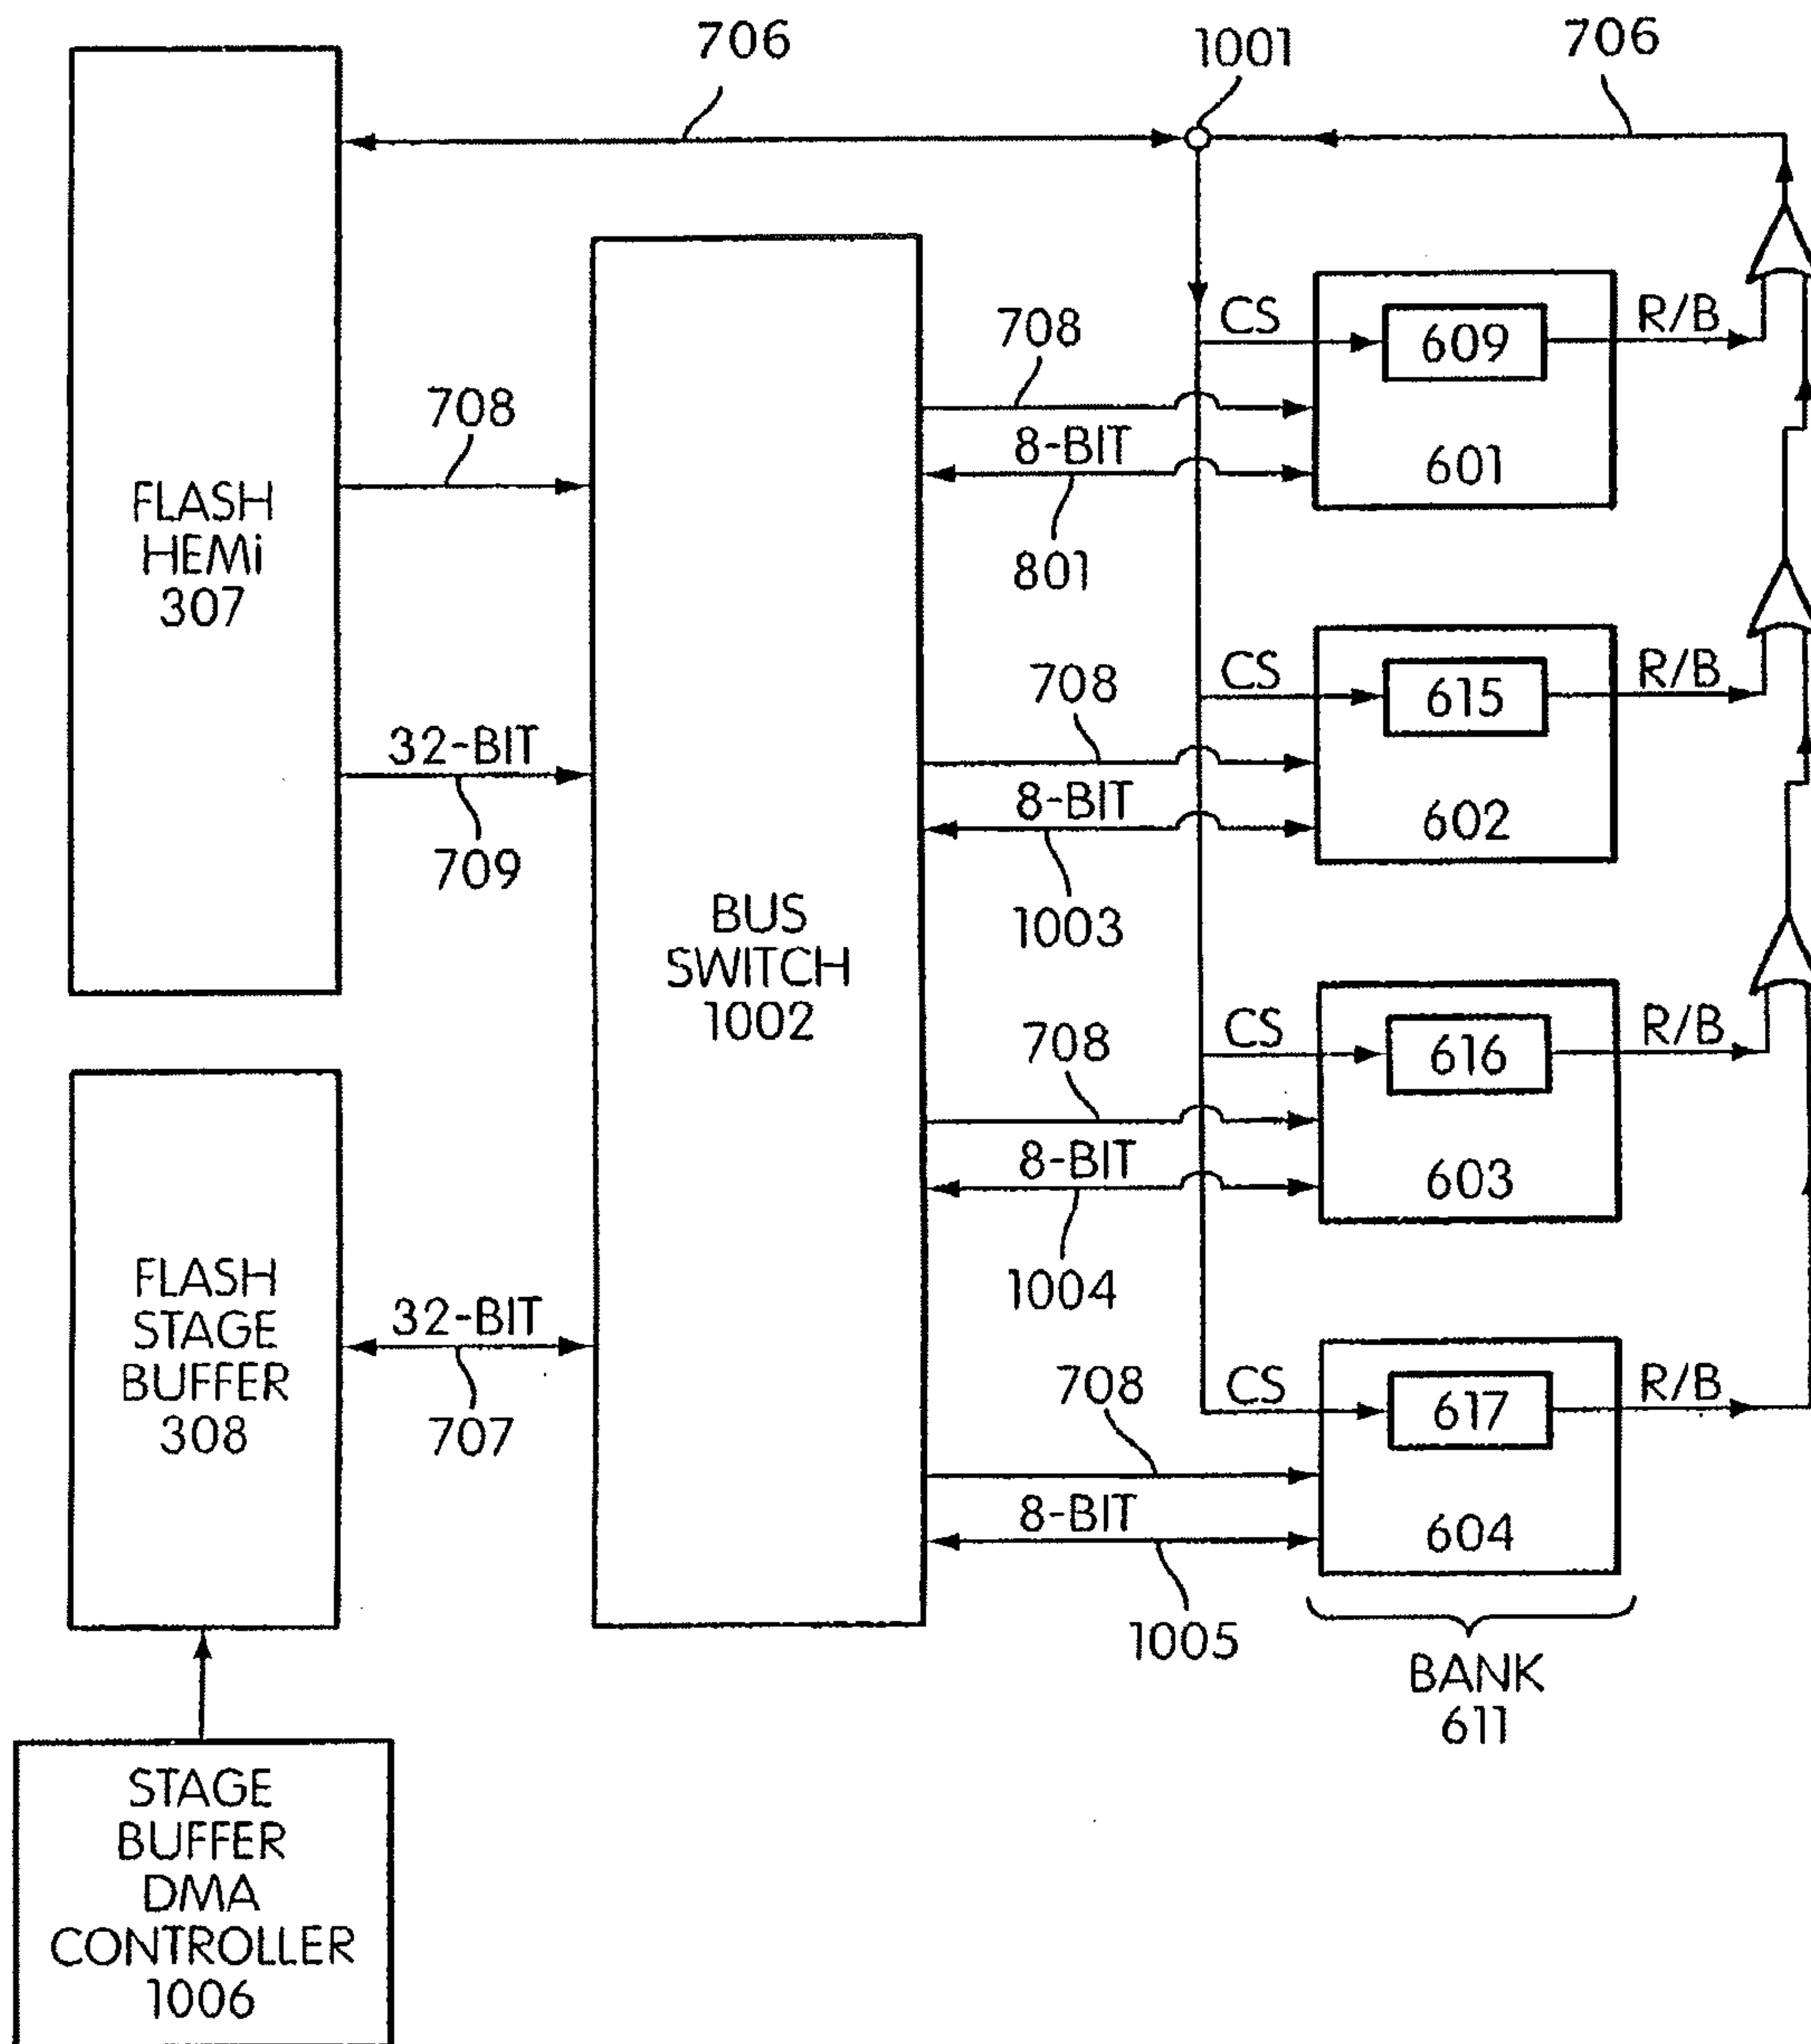 706
1001
706
FLASH
HEMi
307
708
32-BIT
709
BUS
SWITCH
1002
708
8-BIT
801
CS
609
R/B
601
708
8-BIT
1003
CS
615
R/B
602
708
8-BIT
1004
CS
616
R/B
603
708
8-BIT
1005
CS
617
R/B
604
BANK
611
FLASH
STAGE
BUFFER
308
32-BIT
707
STAGE
BUFFER
DMA
CONTROLLER
1006